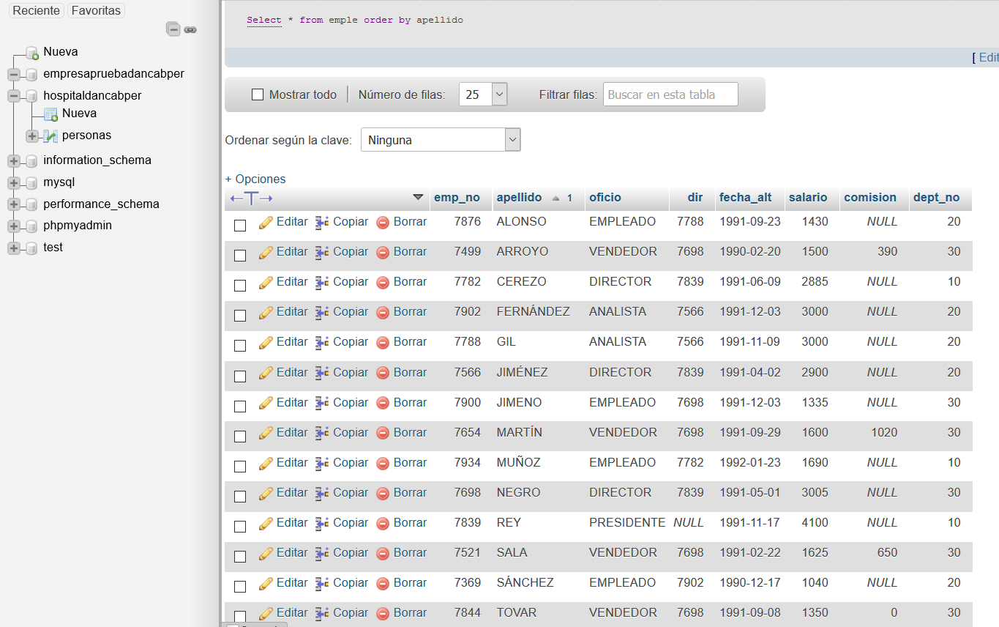 Reciente Favoritas
Nueva
empresapruebadancabper
hospitaldancabper
Nueva
personas
information_schema
mysql
performance_schema
phpmyadmin
test
Select * from emple order by apellido
[ Edit
Mostrar todo Número de filas: 25 Filtrar filas: Buscar en esta tabla
Ordenar según la clave: Ninguna
+ Opciones
←T→ emp_no apellido 1 oficio dir fecha_alt salario comision dept_no
Editar Copiar Borrar 7876 ALONSO EMPLEADO 7788 1991-09-23 1430 NULL 20
Editar Copiar Borrar 7499 ARROYO VENDEDOR 7698 1990-02-20 1500 390 30
Editar Copiar Borrar 7782 CEREZO DIRECTOR 7839 1991-06-09 2885 NULL 10
Editar Copiar Borrar 7902 FERNÁNDEZ ANALISTA 7566 1991-12-03 3000 NULL 20
Editar Copiar Borrar 7788 GIL ANALISTA 7566 1991-11-09 3000 NULL 20
Editar Copiar Borrar 7566 JIMÉNEZ DIRECTOR 7839 1991-04-02 2900 NULL 20
Editar Copiar Borrar 7900 JIMENO EMPLEADO 7698 1991-12-03 1335 NULL 30
Editar Copiar Borrar 7654 MARTÍN VENDEDOR 7698 1991-09-29 1600 1020 30
Editar Copiar Borrar 7934 MUÑOZ EMPLEADO 7782 1992-01-23 1690 NULL 10
Editar Copiar Borrar 7698 NEGRO DIRECTOR 7839 1991-05-01 3005 NULL 30
Editar Copiar Borrar 7839 REY PRESIDENTE NULL 1991-11-17 4100 NULL 10
Editar Copiar Borrar 7521 SALA VENDEDOR 7698 1991-02-22 1625 650 30
Editar Copiar Borrar 7369 SÁNCHEZ EMPLEADO 7902 1990-12-17 1040 NULL 20
Editar Copiar Borrar 7844 TOVAR VENDEDOR 7698 1991-09-08 1350 0 30